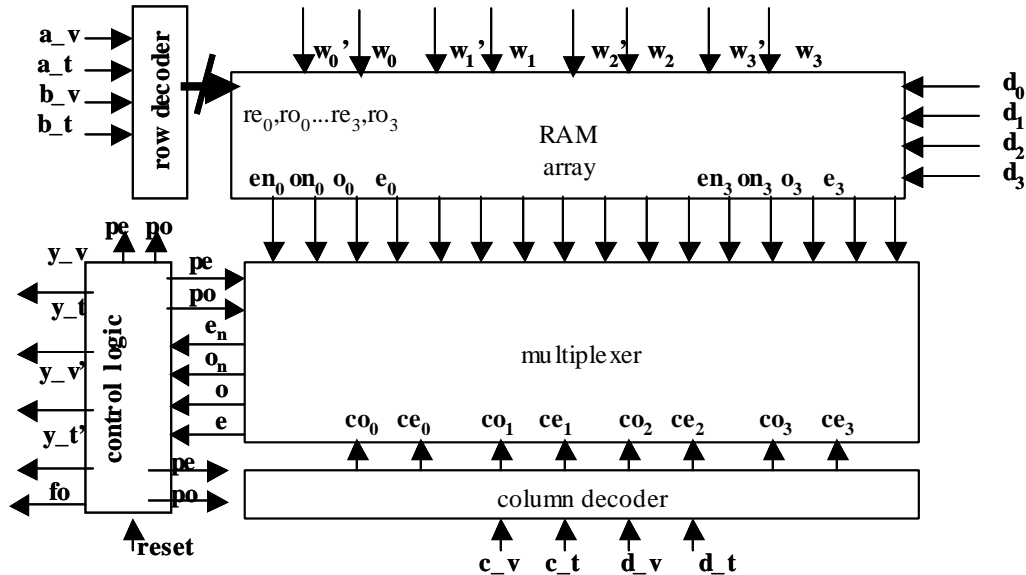 a_v
a_t
b_v
b_t
row decoder
w0’ w0 w1’ w1 w2’ w2 w3’ w3
re0,ro0...re3,ro3
RAM
array
en0 on0 o0 e0 en3 on3 o3 e3
d0
d1
d2
d3
pe po
y_v
y_t
y_v’
y_t’
fo
control logic
pe
po
en
on
o
e
pe
po
reset
multiplexer
co0 ce0 co1 ce1 co2 ce2 co3 ce3
column decoder
c_v c_t d_v d_t